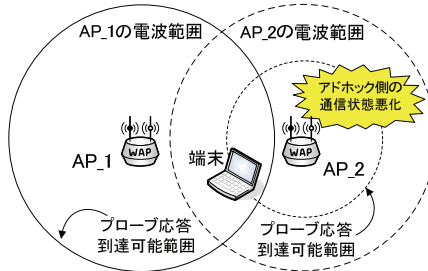 AP_1の電波範囲
AP_2の電波範囲
アドホック側の
通信状態悪化
WAP
AP_1
端末
WAP
AP_2
プローブ応答
到達可能範囲
プローブ応答
到達可能範囲